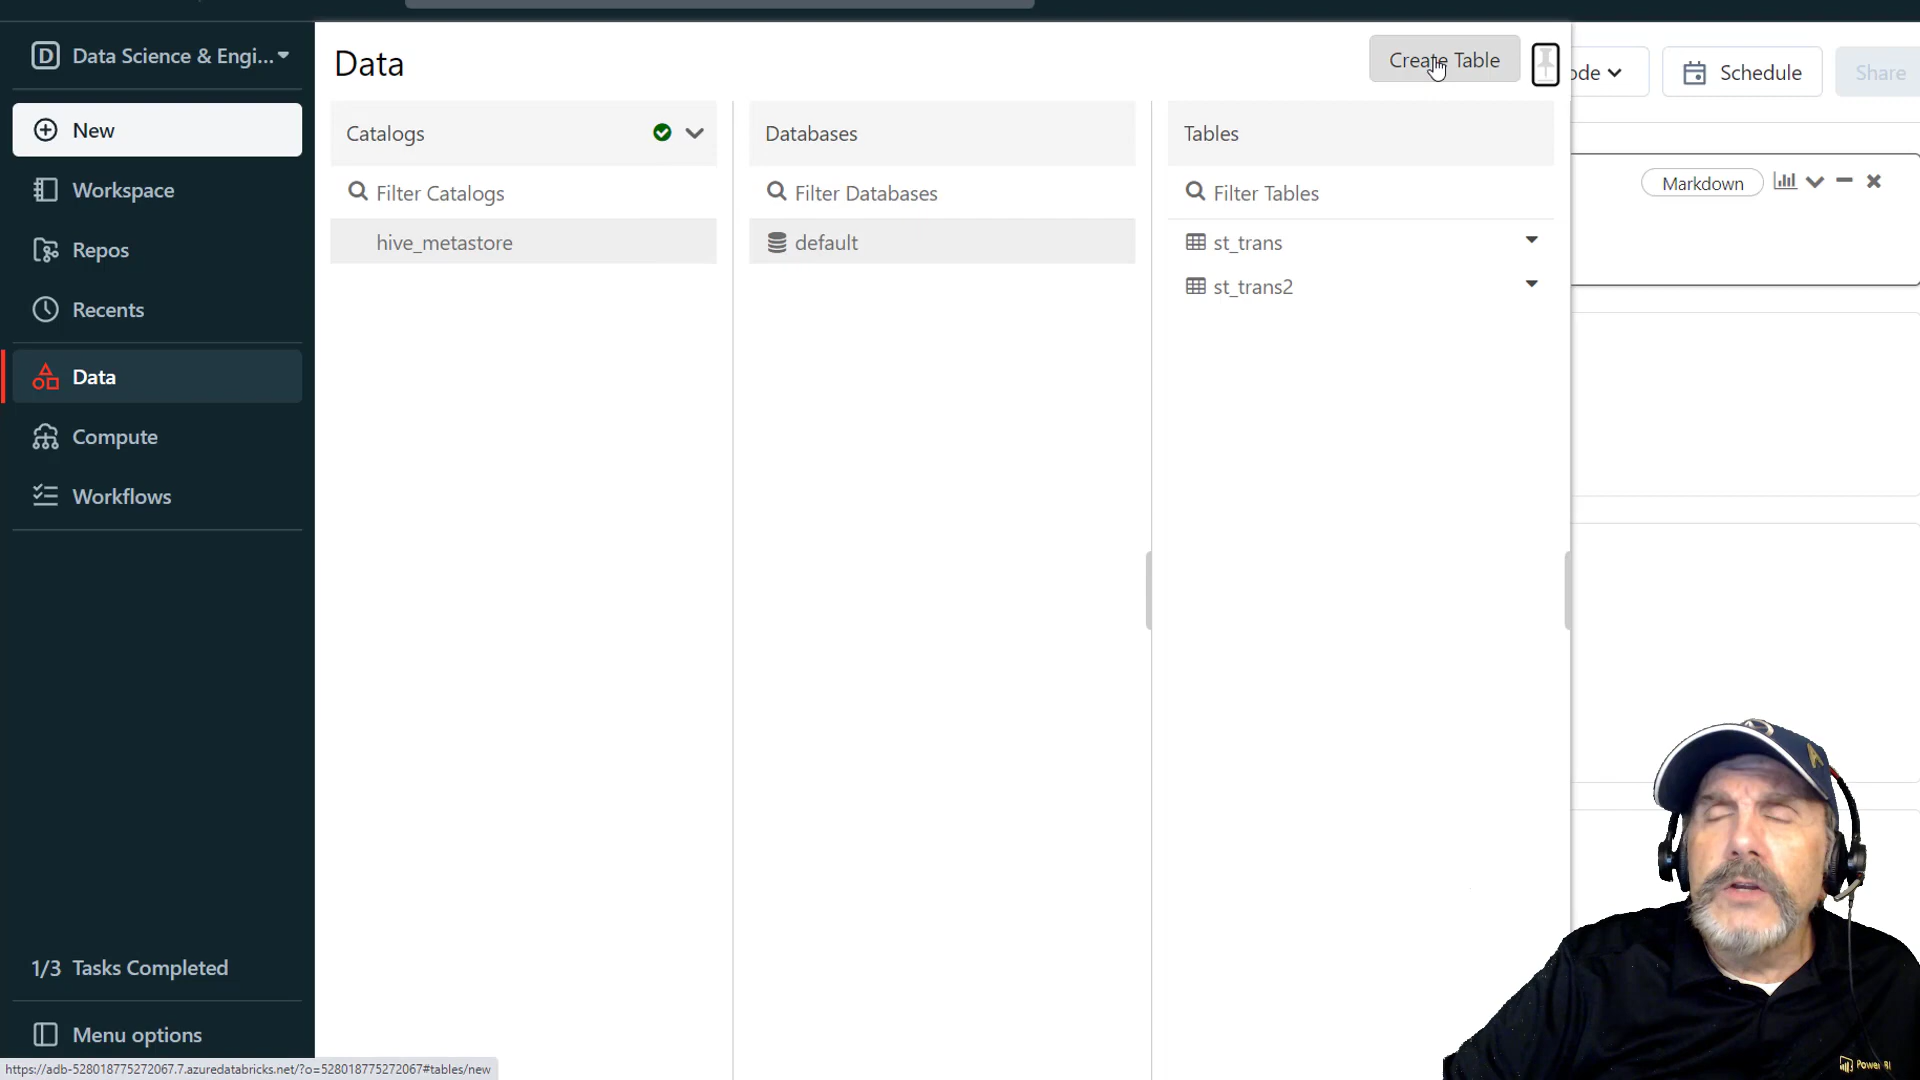 Data Science & Engi...
New
Workspace
Repos
Recents
Data
Compute
Workflows
1/3 Tasks Completed
Menu options
Data
Create Table
Catalogs
Filter Catalogs
hive_metastore
Databases
Filter Databases
default
Tables
Filter Tables
st_trans
st_trans2
ode
Schedule
Share
Markdown
Power BI
https://adb-528018775272067.7.azuredatabricks.net/?o=528018775272067#tables/new